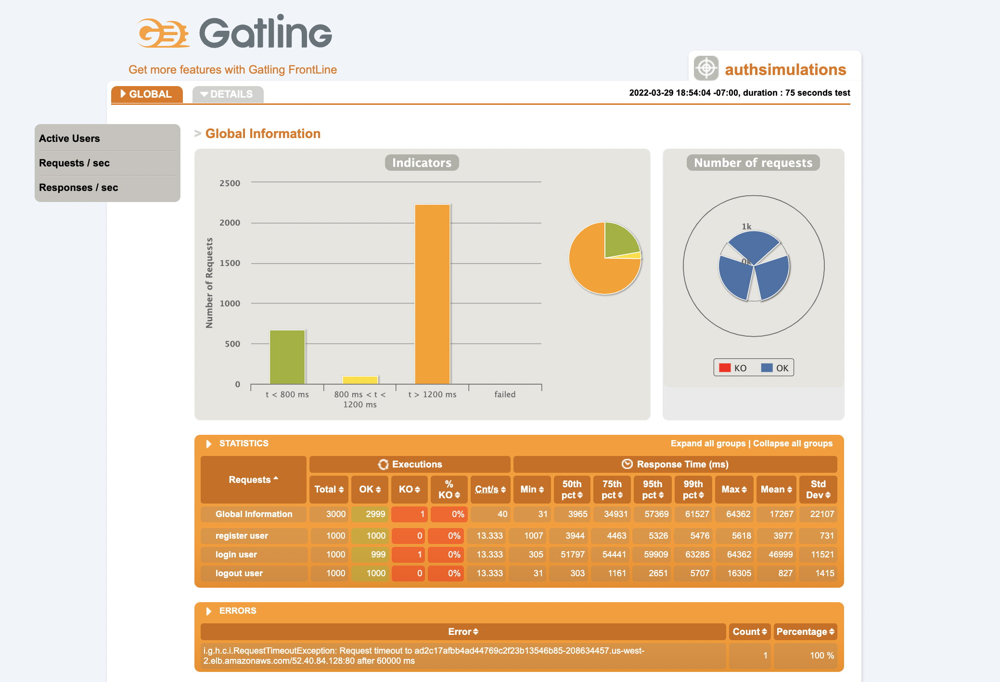 Gatling
Get more features with Gatling FrontLine
authsimulations
GLOBAL
DETAILS
2022-03-29 18:54:04 -07:00, duration : 75 seconds test
Active Users
Requests / sec
Responses / sec
> Global Information
Indicators
Number of Requests
2500
2000
1500
1000
500
0
t < 800 ms
800 ms < t <
1200 ms
t > 1200 ms
failed
Number of requests
1k
0k
KO
OK
STATISTICS
Expand all groups | Collapse all groups
Requests
Executions
Response Time (ms)
Total OK KO % KO Cnt/s Min 50th pct 75th pct 95th pct 99th pct Max Mean Std Dev
Global Information 3000 2999 1 0% 40 31 3965 34931 57369 61527 64362 17267 22107
register user 1000 1000 0 0% 13.333 1007 3944 4463 5326 5476 5618 3977 731
login user 1000 999 1 0% 13.333 305 51797 54441 59909 63285 64362 46999 11521
logout user 1000 1000 0 0% 13.333 31 303 1161 2651 5707 16305 827 1415
ERRORS
Error Count Percentage
i.g.h.c.i.RequestTimeoutException: Request timeout to ad2c17afbb4ad44769c2f23b13546b85-208634457.us-west-
2.elb.amazonaws.com/52.40.84.128:80 after 60000 ms
1
100 %